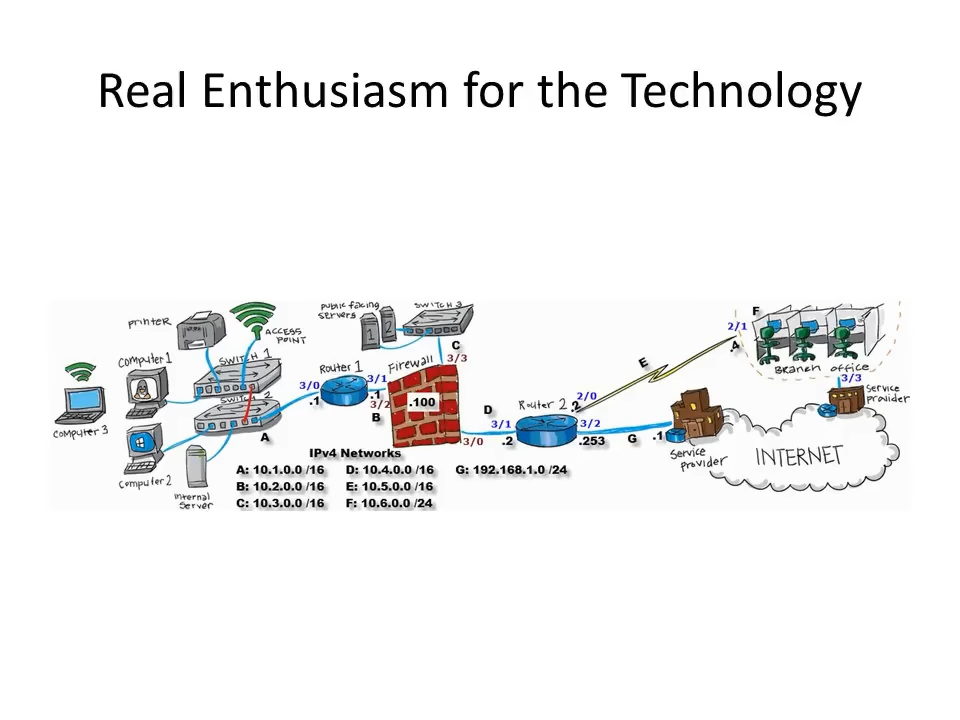 Real Enthusiasm for the Technology
public facing
servers
SWITCH 3
printer
ACCESS
POINT
1
2
C
F
2/1
.4
Computer 1
SWITCH 1
Router 1
Firewall
3/3
E
Branch office
3/3
3/0
3/1
.1
.1
3/2
.100
B
SWITCH 2
D
Router 2
2/0
.2
Service
provider
Computer 3
A
3/1
.2
3/0
3/2
.253
G
.1
Service
provider
INTERNET
Computer 2
Internal
Server
IPv4 Networks
A: 10.1.0.0 /16 D: 10.4.0.0 /16 G: 192.168.1.0 /24
B: 10.2.0.0 /16 E: 10.5.0.0 /16
C: 10.3.0.0 /16 F: 10.6.0.0 /24